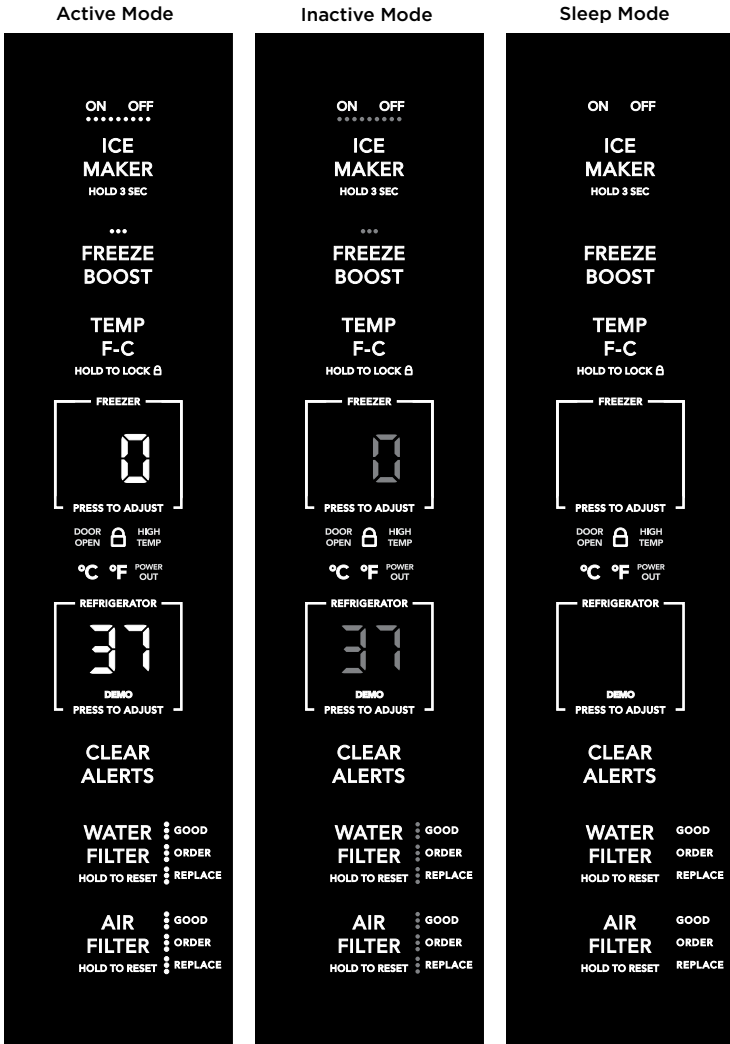 Active Mode
ON OFF
ICE
MAKER
HOLD 3 SEC
FREEZE
BOOST
TEMP
F-C
HOLD TO LOCK
FREEZER
0
PRESS TO ADJUST
DOOR OPEN HIGH TEMP
°C °F POWER OUT
REFRIGERATOR
37
DEMO
PRESS TO ADJUST
CLEAR
ALERTS
WATER GOOD
FILTER ORDER
HOLD TO RESET REPLACE
AIR GOOD
FILTER ORDER
HOLD TO RESET REPLACE
Inactive Mode
ON OFF
ICE
MAKER
HOLD 3 SEC
FREEZE
BOOST
TEMP
F-C
HOLD TO LOCK
FREEZER
0
PRESS TO ADJUST
DOOR OPEN HIGH TEMP
°C °F POWER OUT
REFRIGERATOR
37
DEMO
PRESS TO ADJUST
CLEAR
ALERTS
WATER GOOD
FILTER ORDER
HOLD TO RESET REPLACE
AIR GOOD
FILTER ORDER
HOLD TO RESET REPLACE
Sleep Mode
ON OFF
ICE
MAKER
HOLD 3 SEC
FREEZE
BOOST
TEMP
F-C
HOLD TO LOCK
FREEZER
PRESS TO ADJUST
DOOR OPEN HIGH TEMP
°C °F POWER OUT
REFRIGERATOR
DEMO
PRESS TO ADJUST
CLEAR
ALERTS
WATER GOOD
FILTER ORDER
HOLD TO RESET REPLACE
AIR GOOD
FILTER ORDER
HOLD TO RESET REPLACE